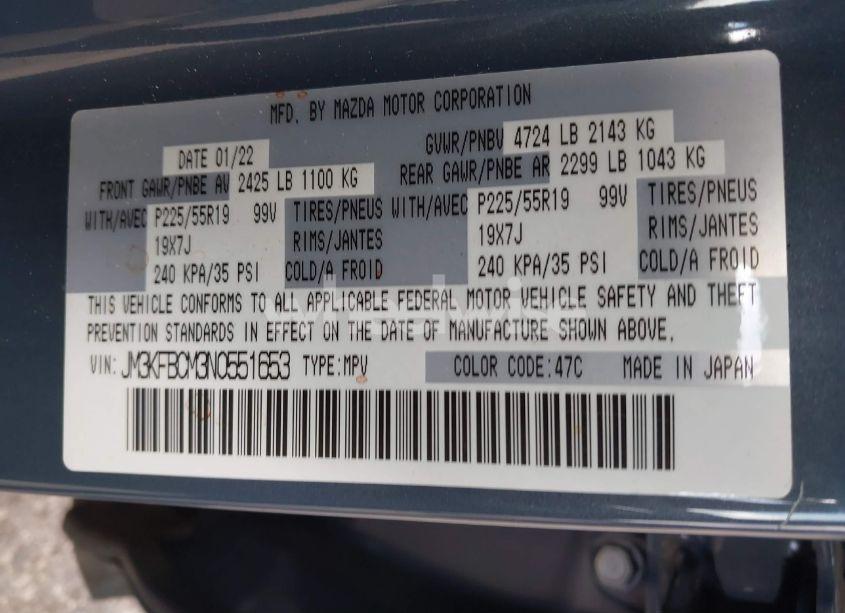 MFD. BY MAZDA MOTOR CORPORATION
DATE 01/22 GVWR/PNBV 4724 LB 2143 KG
FRONT GAWR/PNBE AV 2425 LB 1100 KG REAR GAWR/PNBE AR 2299 LB 1043 KG
WITH/AVEC P225/55R19 99V TIRES/PNEUS WITH/AVEC P225/55R19 99V TIRES/PNEUS
19X7J RIMS/JANTES 19X7J RIMS/JANTES
240 KPA/35 PSI COLD/A FROID 240 KPA/35 PSI COLD/A FROID
THIS VEHICLE CONFORMS TO ALL APPLICABLE FEDERAL MOTOR VEHICLE SAFETY AND THEFT
PREVENTION STANDARDS IN EFFECT ON THE DATE OF MANUFACTURE SHOWN ABOVE.
VIN: JM3KFBCM3N0551653 TYPE:MPV COLOR CODE:47C MADE IN JAPAN